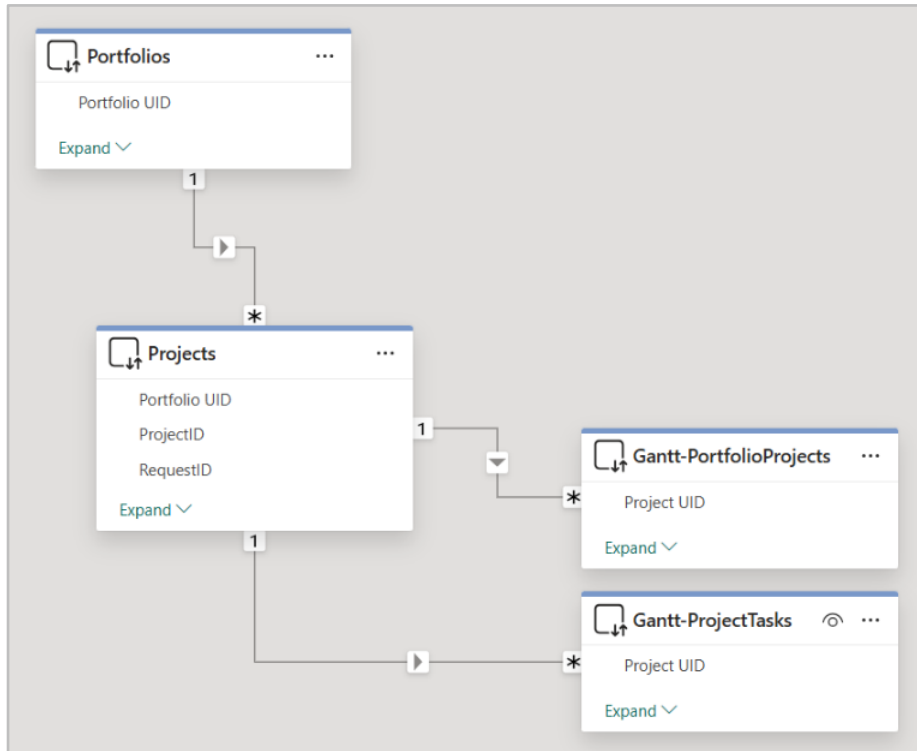 Portfolios
Portfolio UID
Expand
1
*
Projects
Portfolio UID
ProjectID
RequestID
Expand
1
*
Gantt-PortfolioProjects
Project UID
Expand
1
*
Gantt-ProjectTasks
Project UID
Expand